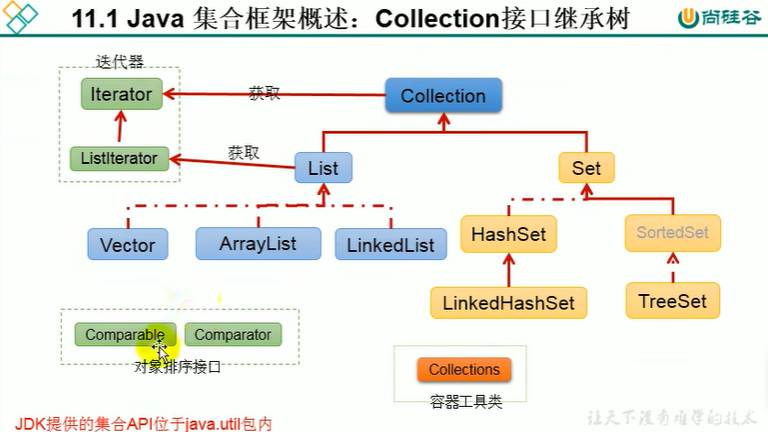 11.1 Java 集合框架概述：Collection接口继承树
尚硅谷
迭代器
Iterator
获取
Collection
ListIterator
获取
List
Set
Vector
ArrayList
LinkedList
HashSet
SortedSet
LinkedHashSet
TreeSet
Comparable
Comparator
对象排序接口
Collections
容器工具类
JDK提供的集合API位于java.util包内
让天下没有难学的技术